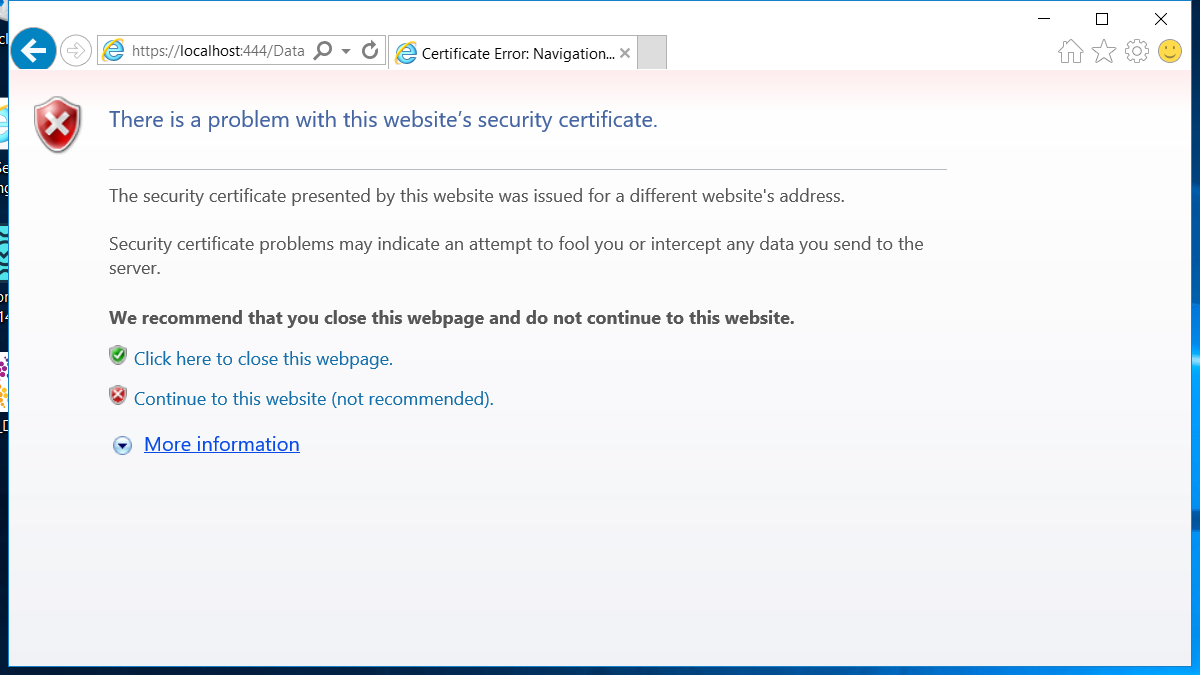 https://localhost:444/Data
Certificate Error: Navigation...
There is a problem with this website's security certificate.
The security certificate presented by this website was issued for a different website's address.
Security certificate problems may indicate an attempt to fool you or intercept any data you send to the
server.
We recommend that you close this webpage and do not continue to this website.
Click here to close this webpage.
Continue to this website (not recommended).
More information